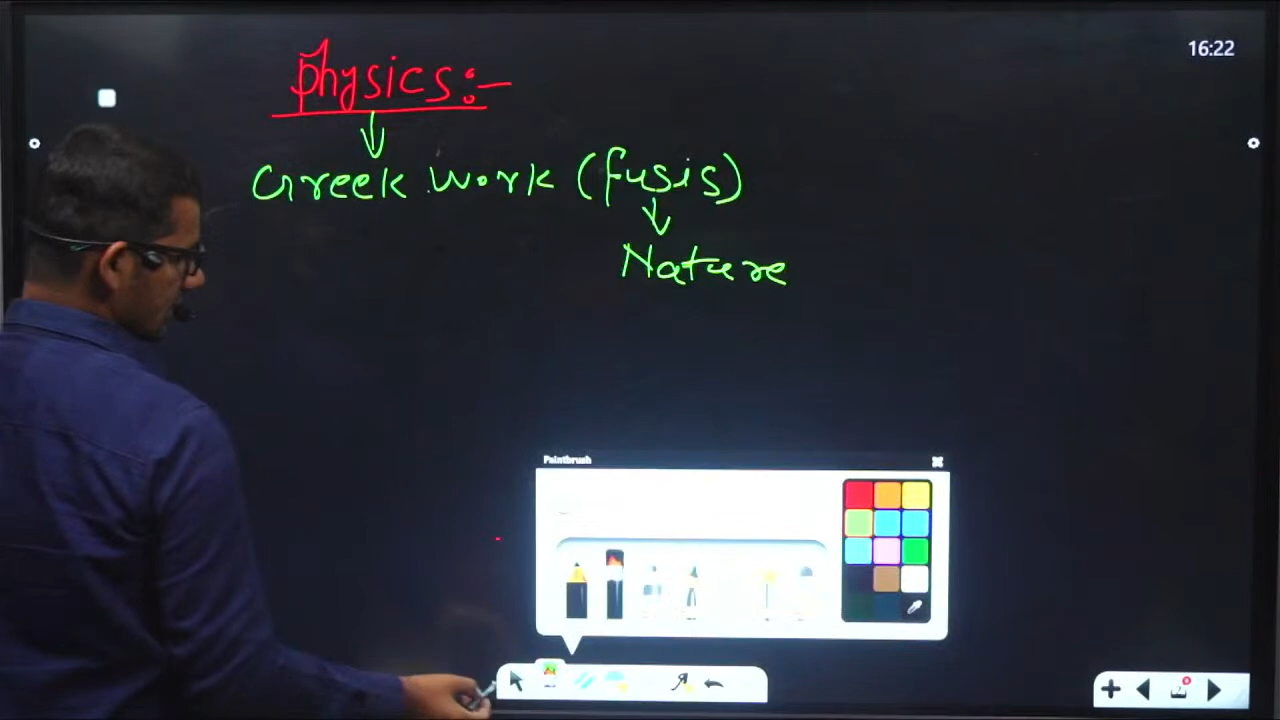 16:22
Physics:-
Greek work (fusis)
Nature
Paintbrush